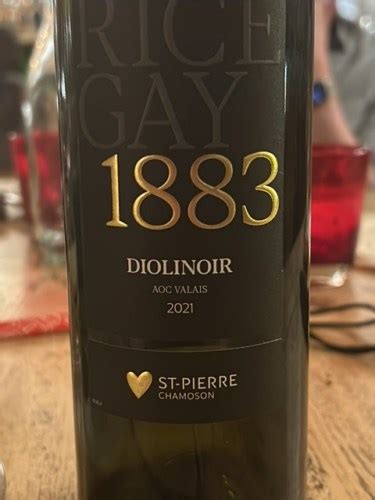 RICE
GAY
1883
DIOLINOIR
AOC VALAIS
2021
ST-PIERRE
CHAMOSON